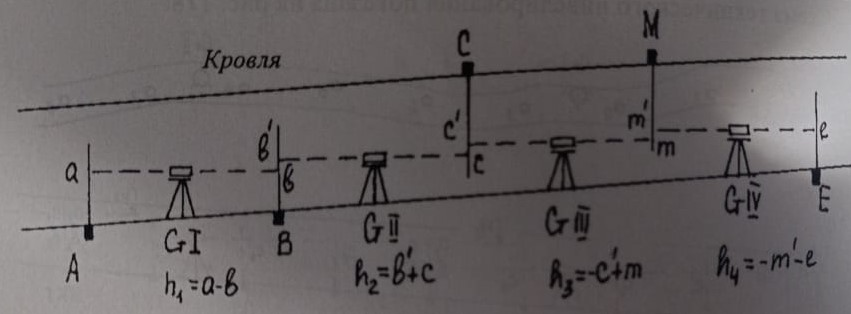 C M
Кровля
a в' в c' c m' m e
GI GII GIII GIV
A B E
h₁=a-в h₂=в'+c h₃=-c'+m h₄=-m'-e